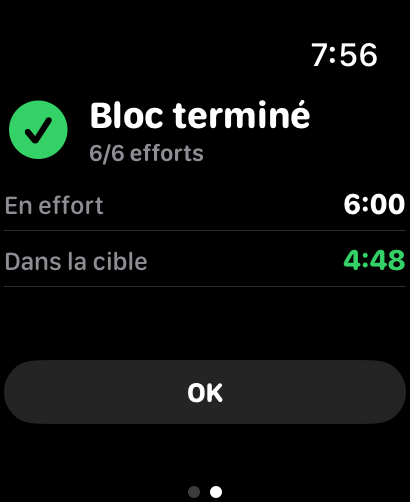 7:56
Bloc terminé
6/6 efforts
En effort 6:00
Dans la cible 4:48
OK